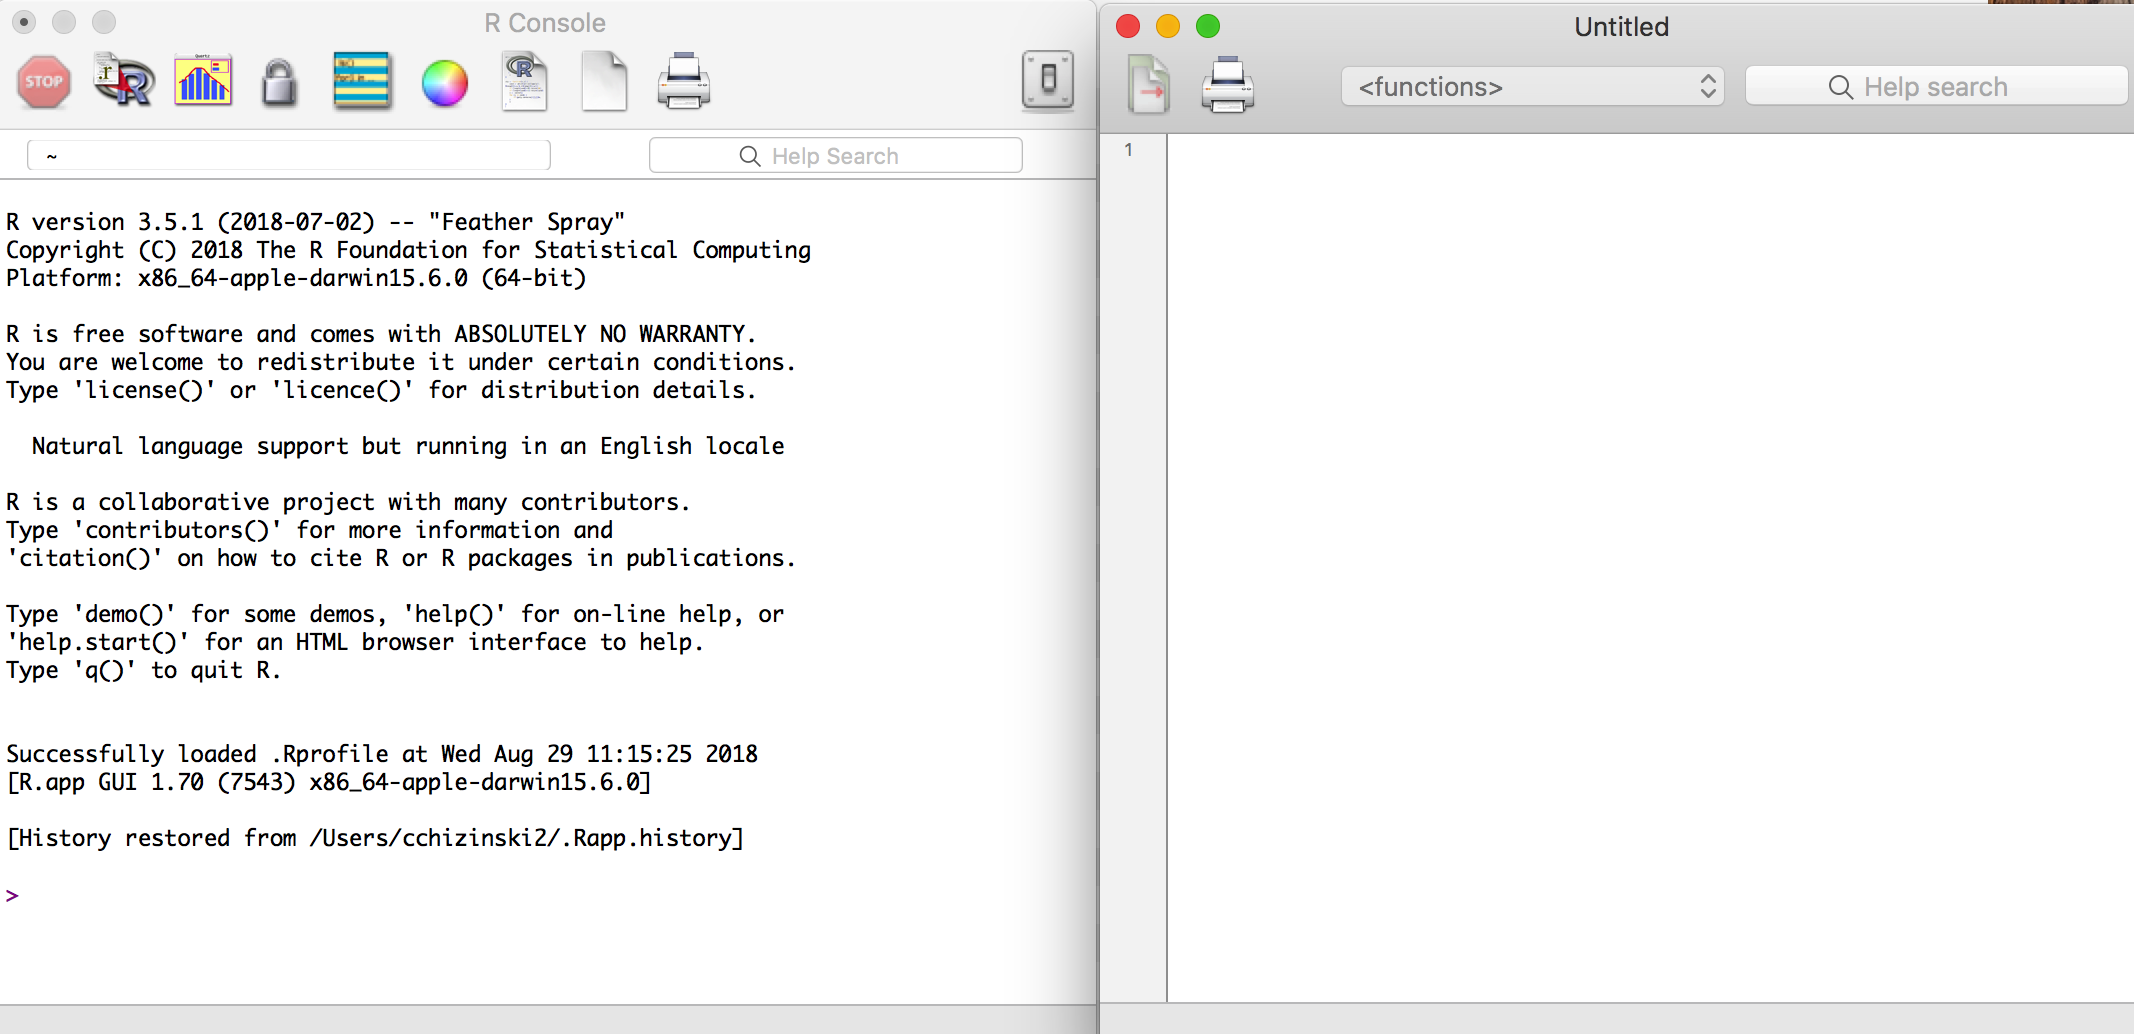 R Console
STOP
~
Help Search
R version 3.5.1 (2018-07-02) -- "Feather Spray"
Copyright (C) 2018 The R Foundation for Statistical Computing
Platform: x86_64-apple-darwin15.6.0 (64-bit)
R is free software and comes with ABSOLUTELY NO WARRANTY.
You are welcome to redistribute it under certain conditions.
Type 'license()' or 'licence()' for distribution details.
Natural language support but running in an English locale
R is a collaborative project with many contributors.
Type 'contributors()' for more information and
'citation()' on how to cite R or R packages in publications.
Type 'demo()' for some demos, 'help()' for on-line help, or
'help.start()' for an HTML browser interface to help.
Type 'q()' to quit R.
Successfully loaded .Rprofile at Wed Aug 29 11:15:25 2018
[R.app GUI 1.70 (7543) x86_64-apple-darwin15.6.0]
[History restored from /Users/cchizinski2/.Rapp.history]
>
Untitled
<functions>
Help search
1